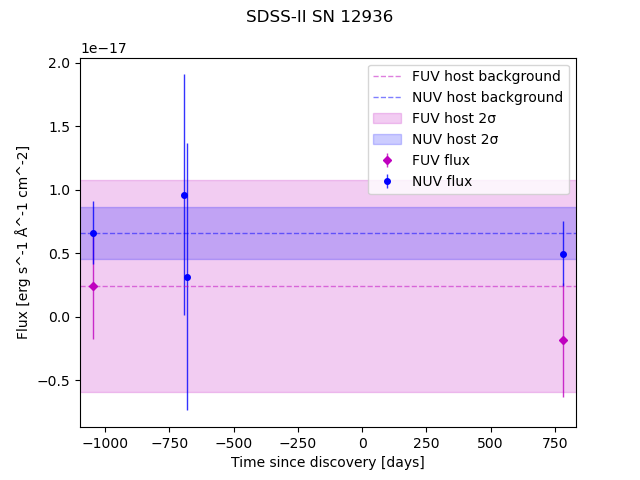 SDSS-II SN 12936
1e−17
2.0
1.5
1.0
0.5
0.0
−0.5
Flux [erg s^-1 Å^-1 cm^-2]
FUV host background
NUV host background
FUV host 2σ
NUV host 2σ
FUV flux
NUV flux
−1000 −750 −500 −250 0 250 500 750
Time since discovery [days]